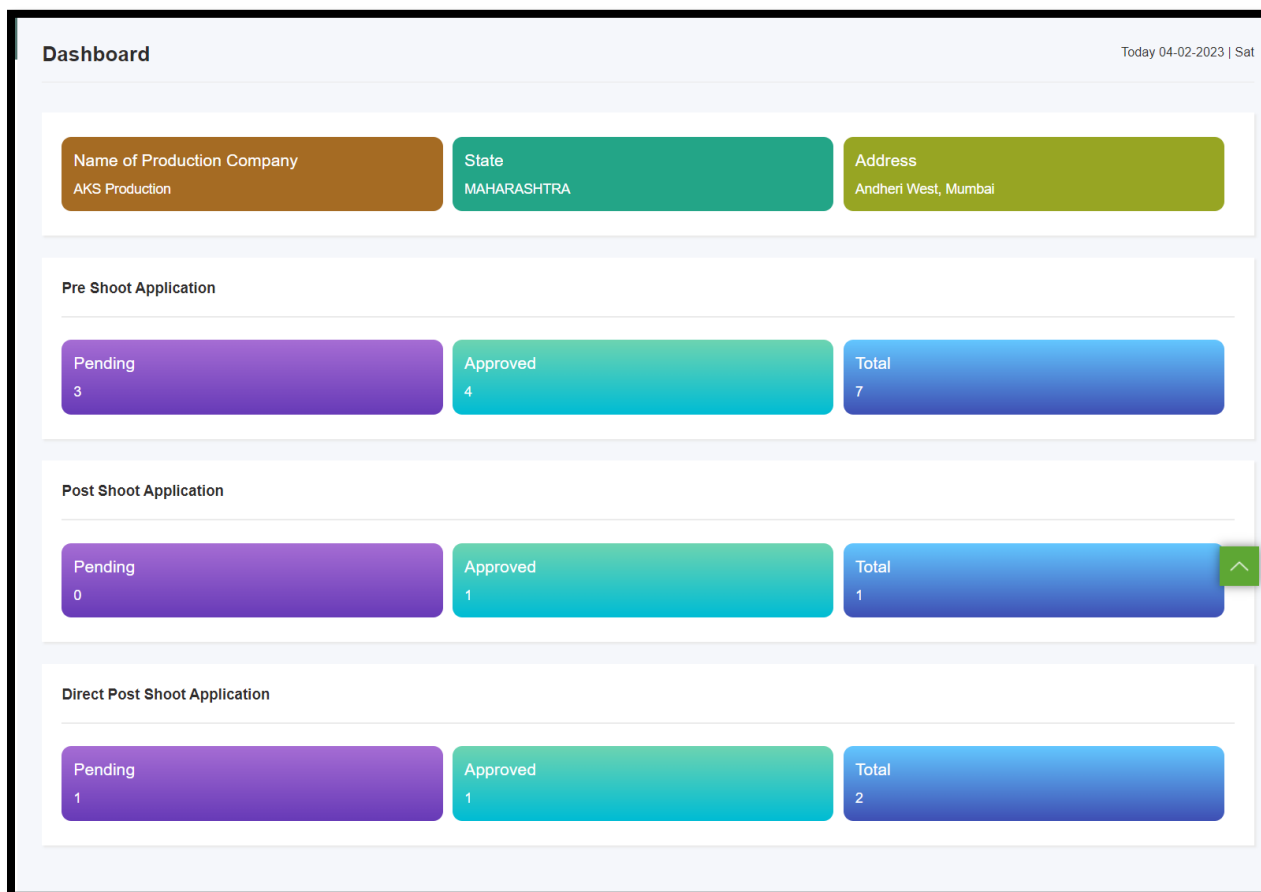 Dashboard
Today 04-02-2023 | Sat
Name of Production Company
AKS Production
State
MAHARASHTRA
Address
Andheri West, Mumbai
Pre Shoot Application
Pending
3
Approved
4
Total
7
Post Shoot Application
Pending
0
Approved
1
Total
1
Direct Post Shoot Application
Pending
1
Approved
1
Total
2